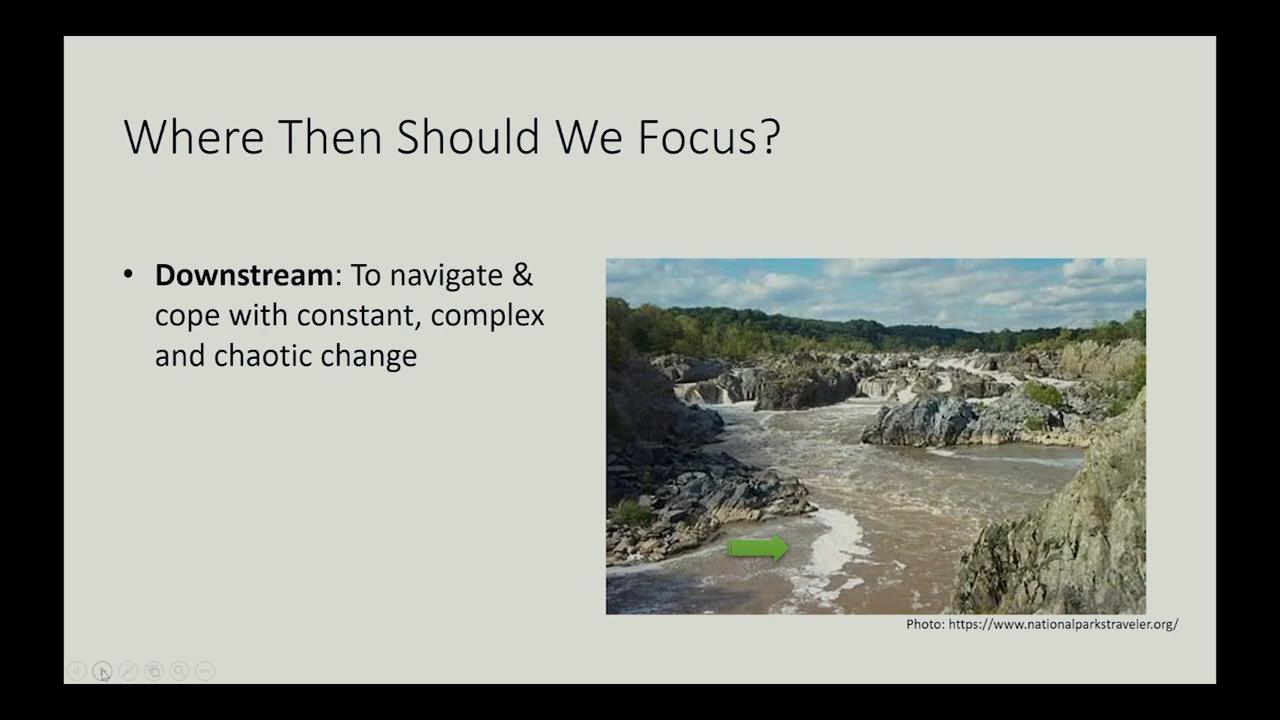 Where Then Should We Focus?
• Downstream: To navigate &
cope with constant, complex
and chaotic change
Photo: https://www.nationalparkstraveler.org/